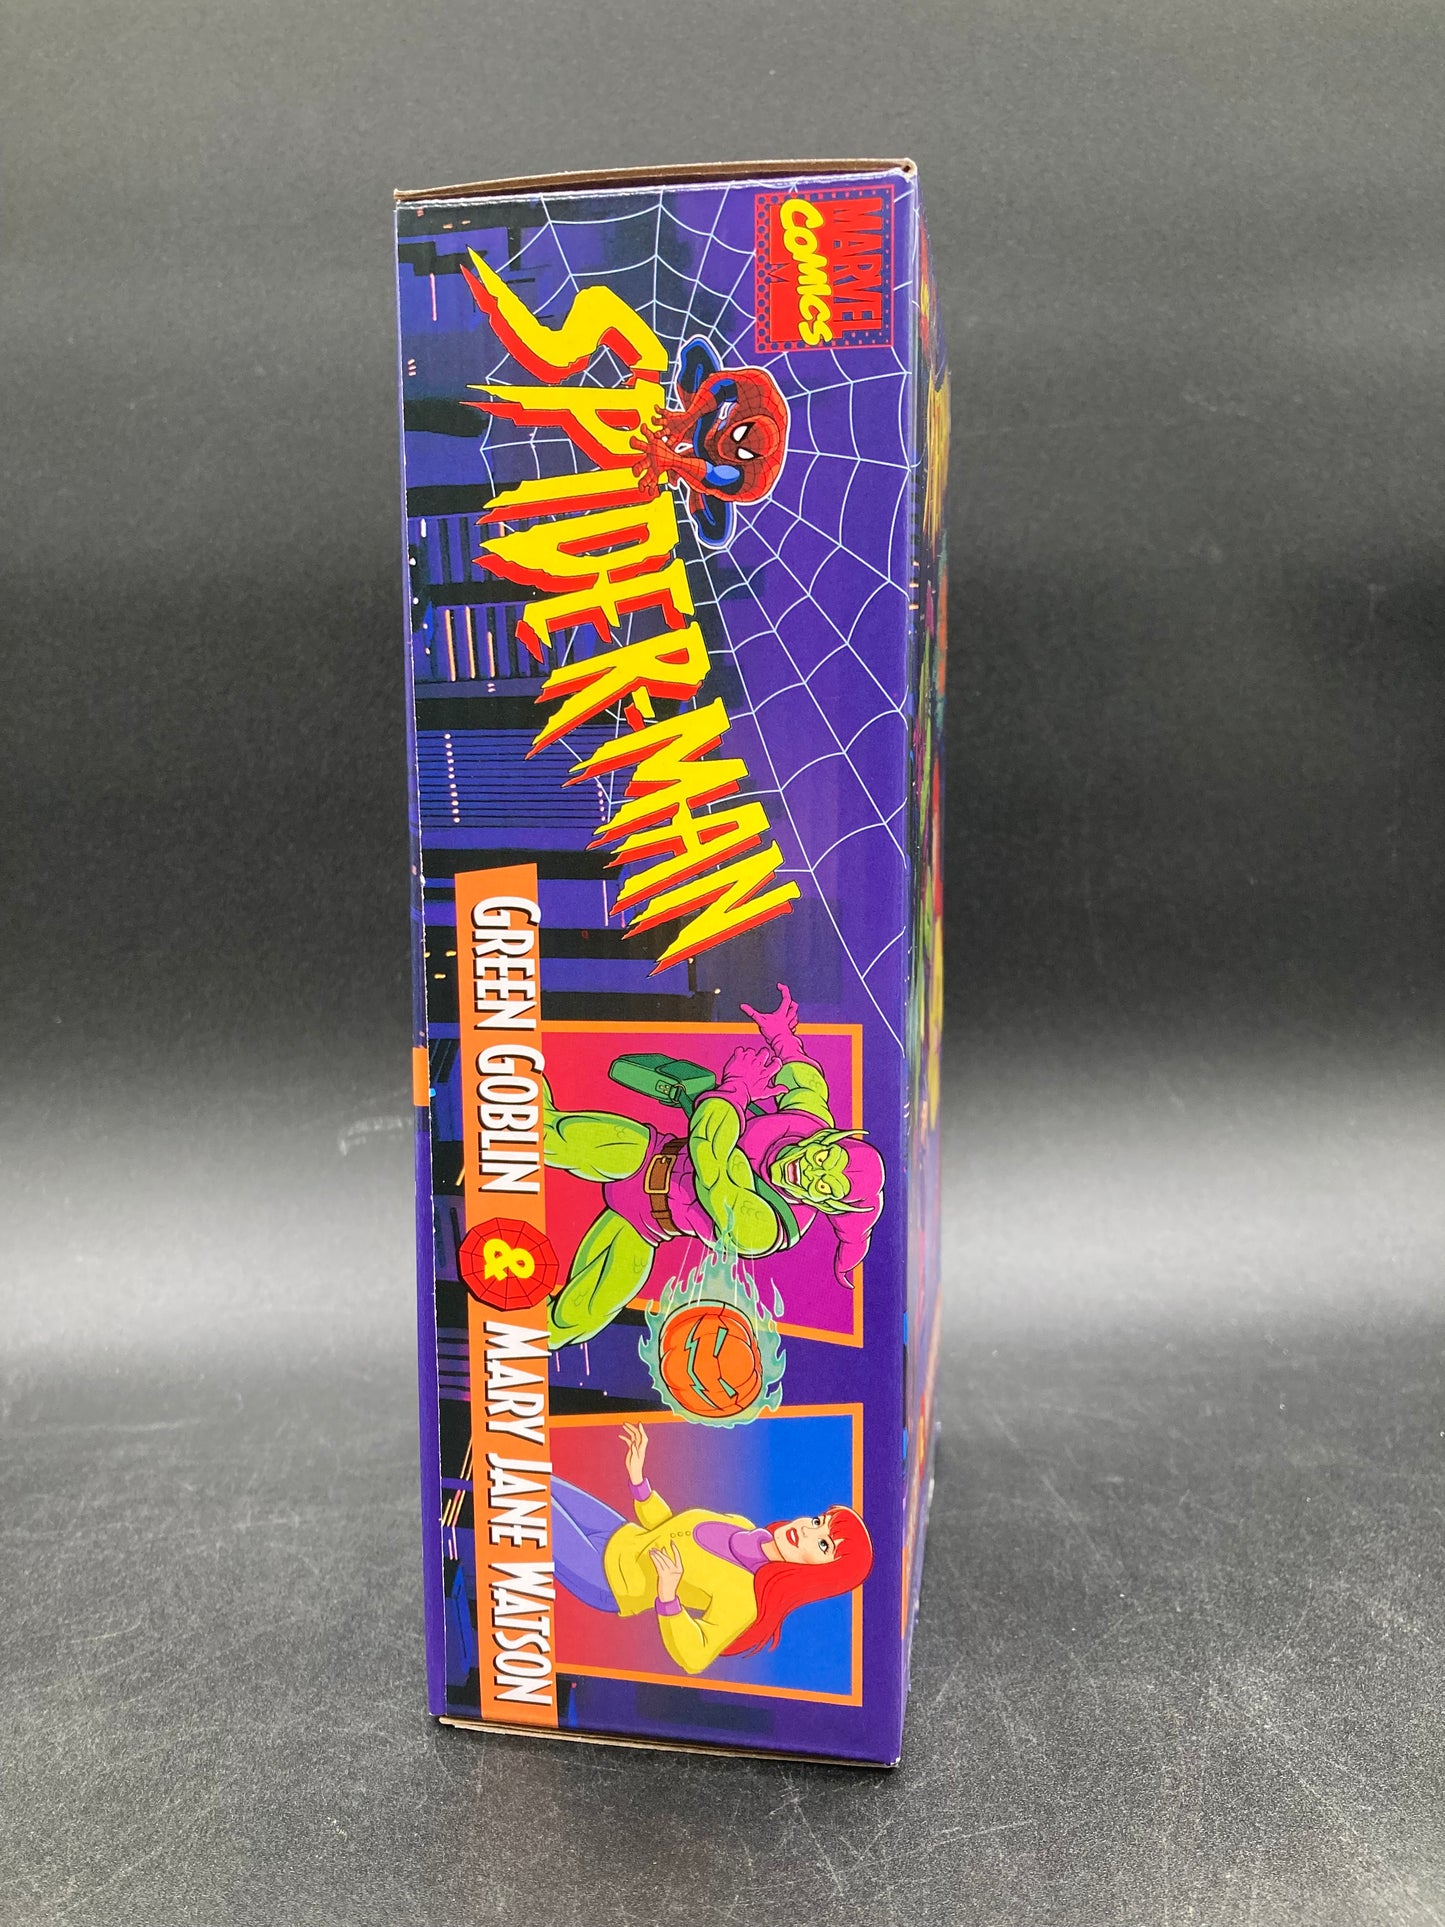 MARVEL
COMICS
SPIDER-MAN
GREEN GOBLIN & MARY JANE WATSON